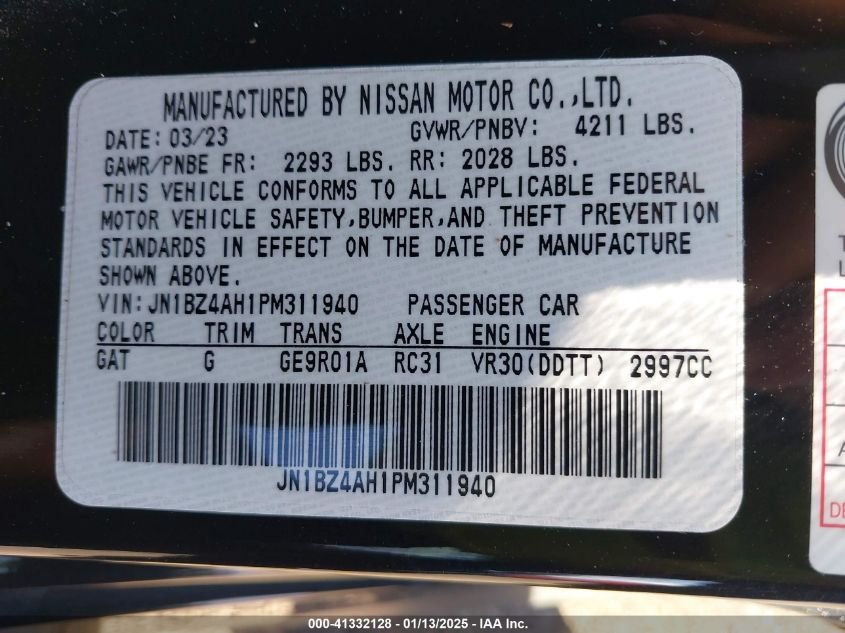 MANUFACTURED BY NISSAN MOTOR CO.,LTD.
DATE: 03/23 GVWR/PNBV: 4211 LBS.
GAWR/PNBE FR: 2293 LBS. RR: 2028 LBS.
THIS VEHICLE CONFORMS TO ALL APPLICABLE FEDERAL
MOTOR VEHICLE SAFETY,BUMPER,AND THEFT PREVENTION
STANDARDS IN EFFECT ON THE DATE OF MANUFACTURE
SHOWN ABOVE.
VIN: JN1BZ4AH1PM311940 PASSENGER CAR
COLOR TRIM TRANS AXLE ENGINE
GAT G GE9R01A RC31 VR30(DDTT) 2997CC
JN1BZ4AH1PM311940
000-41332128 - 01/13/2025 - IAA Inc.